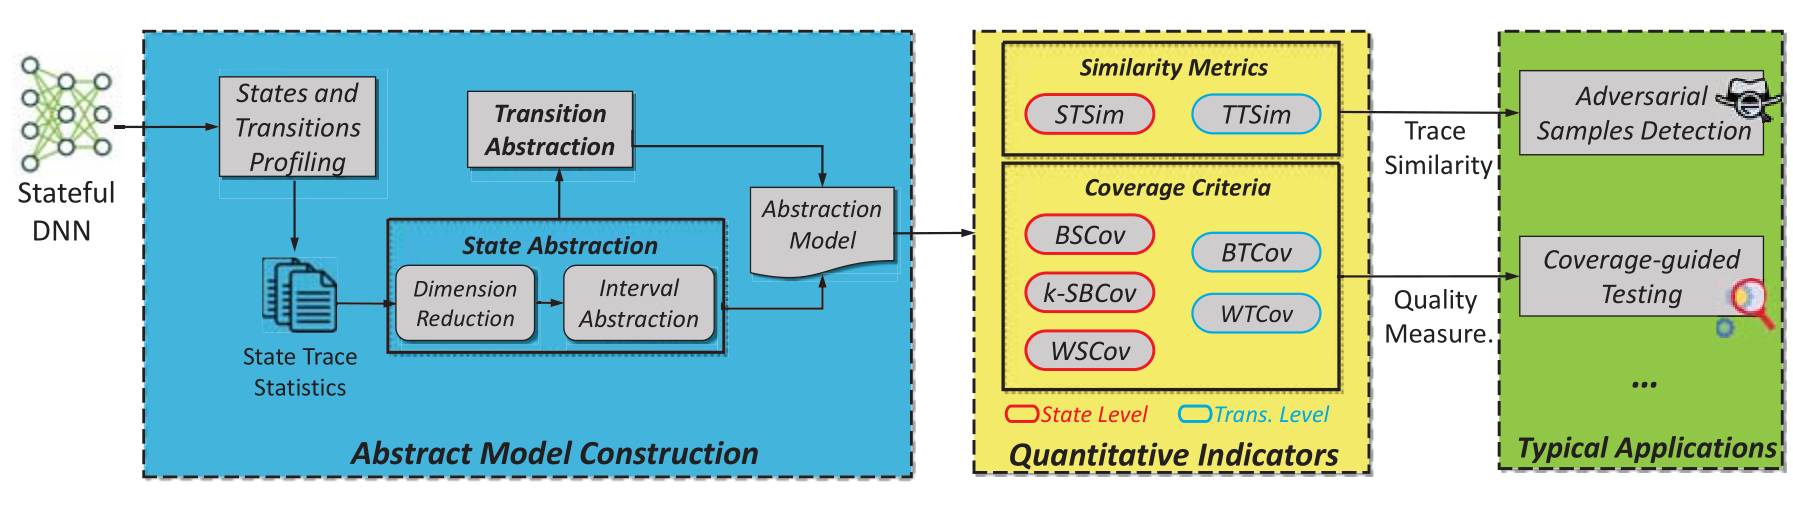 Stateful
DNN
States and
Transitions
Profiling
State Trace
Statistics
Transition
Abstraction
State Abstraction
Dimension
Reduction
Interval
Abstraction
Abstraction
Model
Abstract Model Construction
Similarity Metrics
STSim
TTSim
Coverage Criteria
BSCov
k-SBCov
WSCov
BTCov
WTCov
State Level
Trans. Level
Quantitative Indicators
Trace
Similarity
Quality
Measure.
Adversarial
Samples Detection
Coverage-guided
Testing
...
Typical Applications